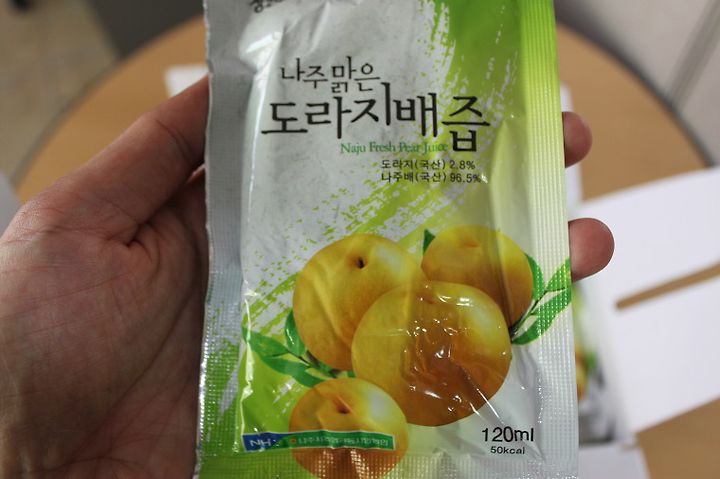 나주 맑은
도라지배즙
Naju Fresh Pear Juice
도라지(국산) 2.8%
나주배(국산) 96.5%
NH
120ml
50kcal